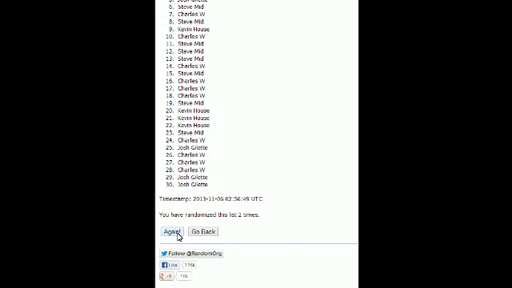 6. Steve Mid
7. Charles W
8. Steve Mid
9. Kevin House
10. Charles W
11. Steve Mid
12. Steve Mid
13. Steve Mid
14. Charles W
15. Steve Mid
16. Charles W
17. Charles W
18. Charles W
19. Steve Mid
20. Kevin House
21. Kevin House
22. Kevin House
23. Steve Mid
24. Charles W
25. Josh Gilette
26. Charles W
27. Charles W
28. Charles W
29. Josh Gilette
30. Josh Gilette
Timestamp: 2013-11-06 02:56:49 UTC
You have randomized this list 2 times.
Again! Go Back
Follow @RandomOrg
Like